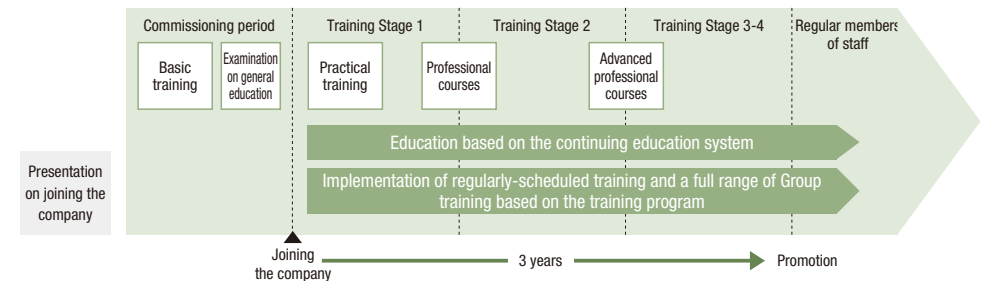 Commissioning period
Training Stage 1
Training Stage 2
Training Stage 3-4
Regular members
of staff
Basic
training
Examination
on general
education
Practical
training
Professional
courses
Advanced
professional
courses
Education based on the continuing education system
Implementation of regularly-scheduled training and a full range of Group
training based on the training program
Presentation
on joining the
company
Joining
the company
3 years
Promotion